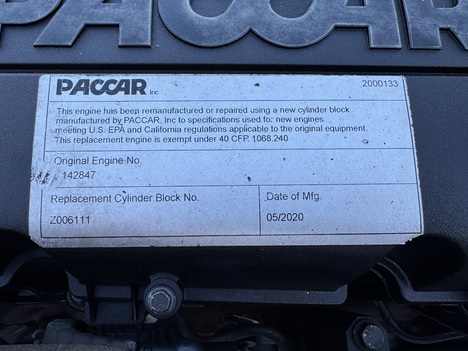 PACCAR
PACCAR Inc 2000133
This engine has been remanufactured or repaired using a new cylinder block
manufactured by PACCAR, Inc to specifications used for new engines
meeting U.S. EPA and California regulations applicable to the original equipment.
This replacement engine is exempt under 40 CFR 1068.240
Original Engine No.
142847
Replacement Cylinder Block No. Date of Mfg.
Z006111 05/2020